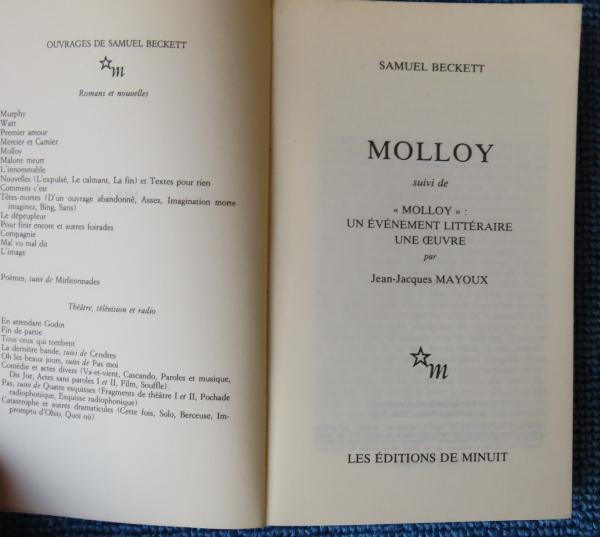 OUVRAGES DE SAMUEL BECKETT
m
Romans et nouvelles
Murphy
Watt
Premier amour
Mercier et Camier
Molloy
Malone meurt
L'innommable
Nouvelles (L'expulsé, Le calmant, La fin) et Textes pour rien
Comment c'est
Têtes-mortes (D'un ouvrage abandonné, Assez, Imagination morte
imaginez, Bing, Sans)
Le dépeupleur
Pour finir encore et autres foirades
Compagnie
Mal vu mal dit
L'image
Poèmes, suivi de Mirlitonnades
Théâtre, télévision et radio
En attendant Godot
Fin de partie
Tous ceux qui tombent
La dernière bande, suivi de Cendres
Oh les beaux jours, suivi de Pas moi
Comédie et actes divers (Va-et-vient, Cascando, Paroles et musique,
Dis Joe, Actes sans paroles I et II, Film, Souffle).
Pas, suivi de Quatre esquisses (Fragments de théâtre I et II, Pochade
radiophonique, Esquisse radiophonique)
Catastrophe et autres dramaticules (Cette fois, Solo, Berceuse, Im-
promptu d'Ohio, Quoi où)
SAMUEL BECKETT
MOLLOY
suivi de
« MOLLOY » :
UN ÉVÉNEMENT LITTÉRAIRE
UNE ŒUVRE
par
Jean-Jacques MAYOUX
m
LES ÉDITIONS DE MINUIT